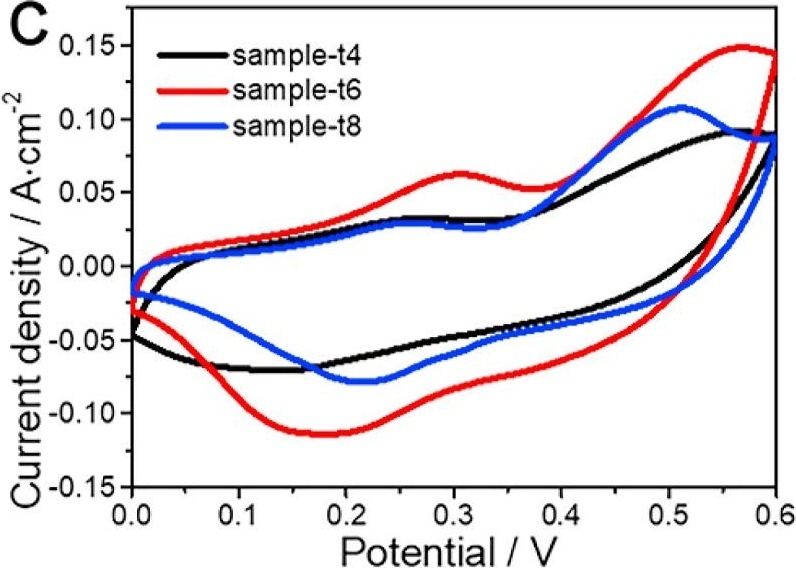 C
sample-t4
sample-t6
sample-t8
Current density / A·cm⁻²
0.15
0.10
0.05
0.00
-0.05
-0.10
-0.15
0.0 0.1 0.2 0.3 0.4 0.5 0.6
Potential / V